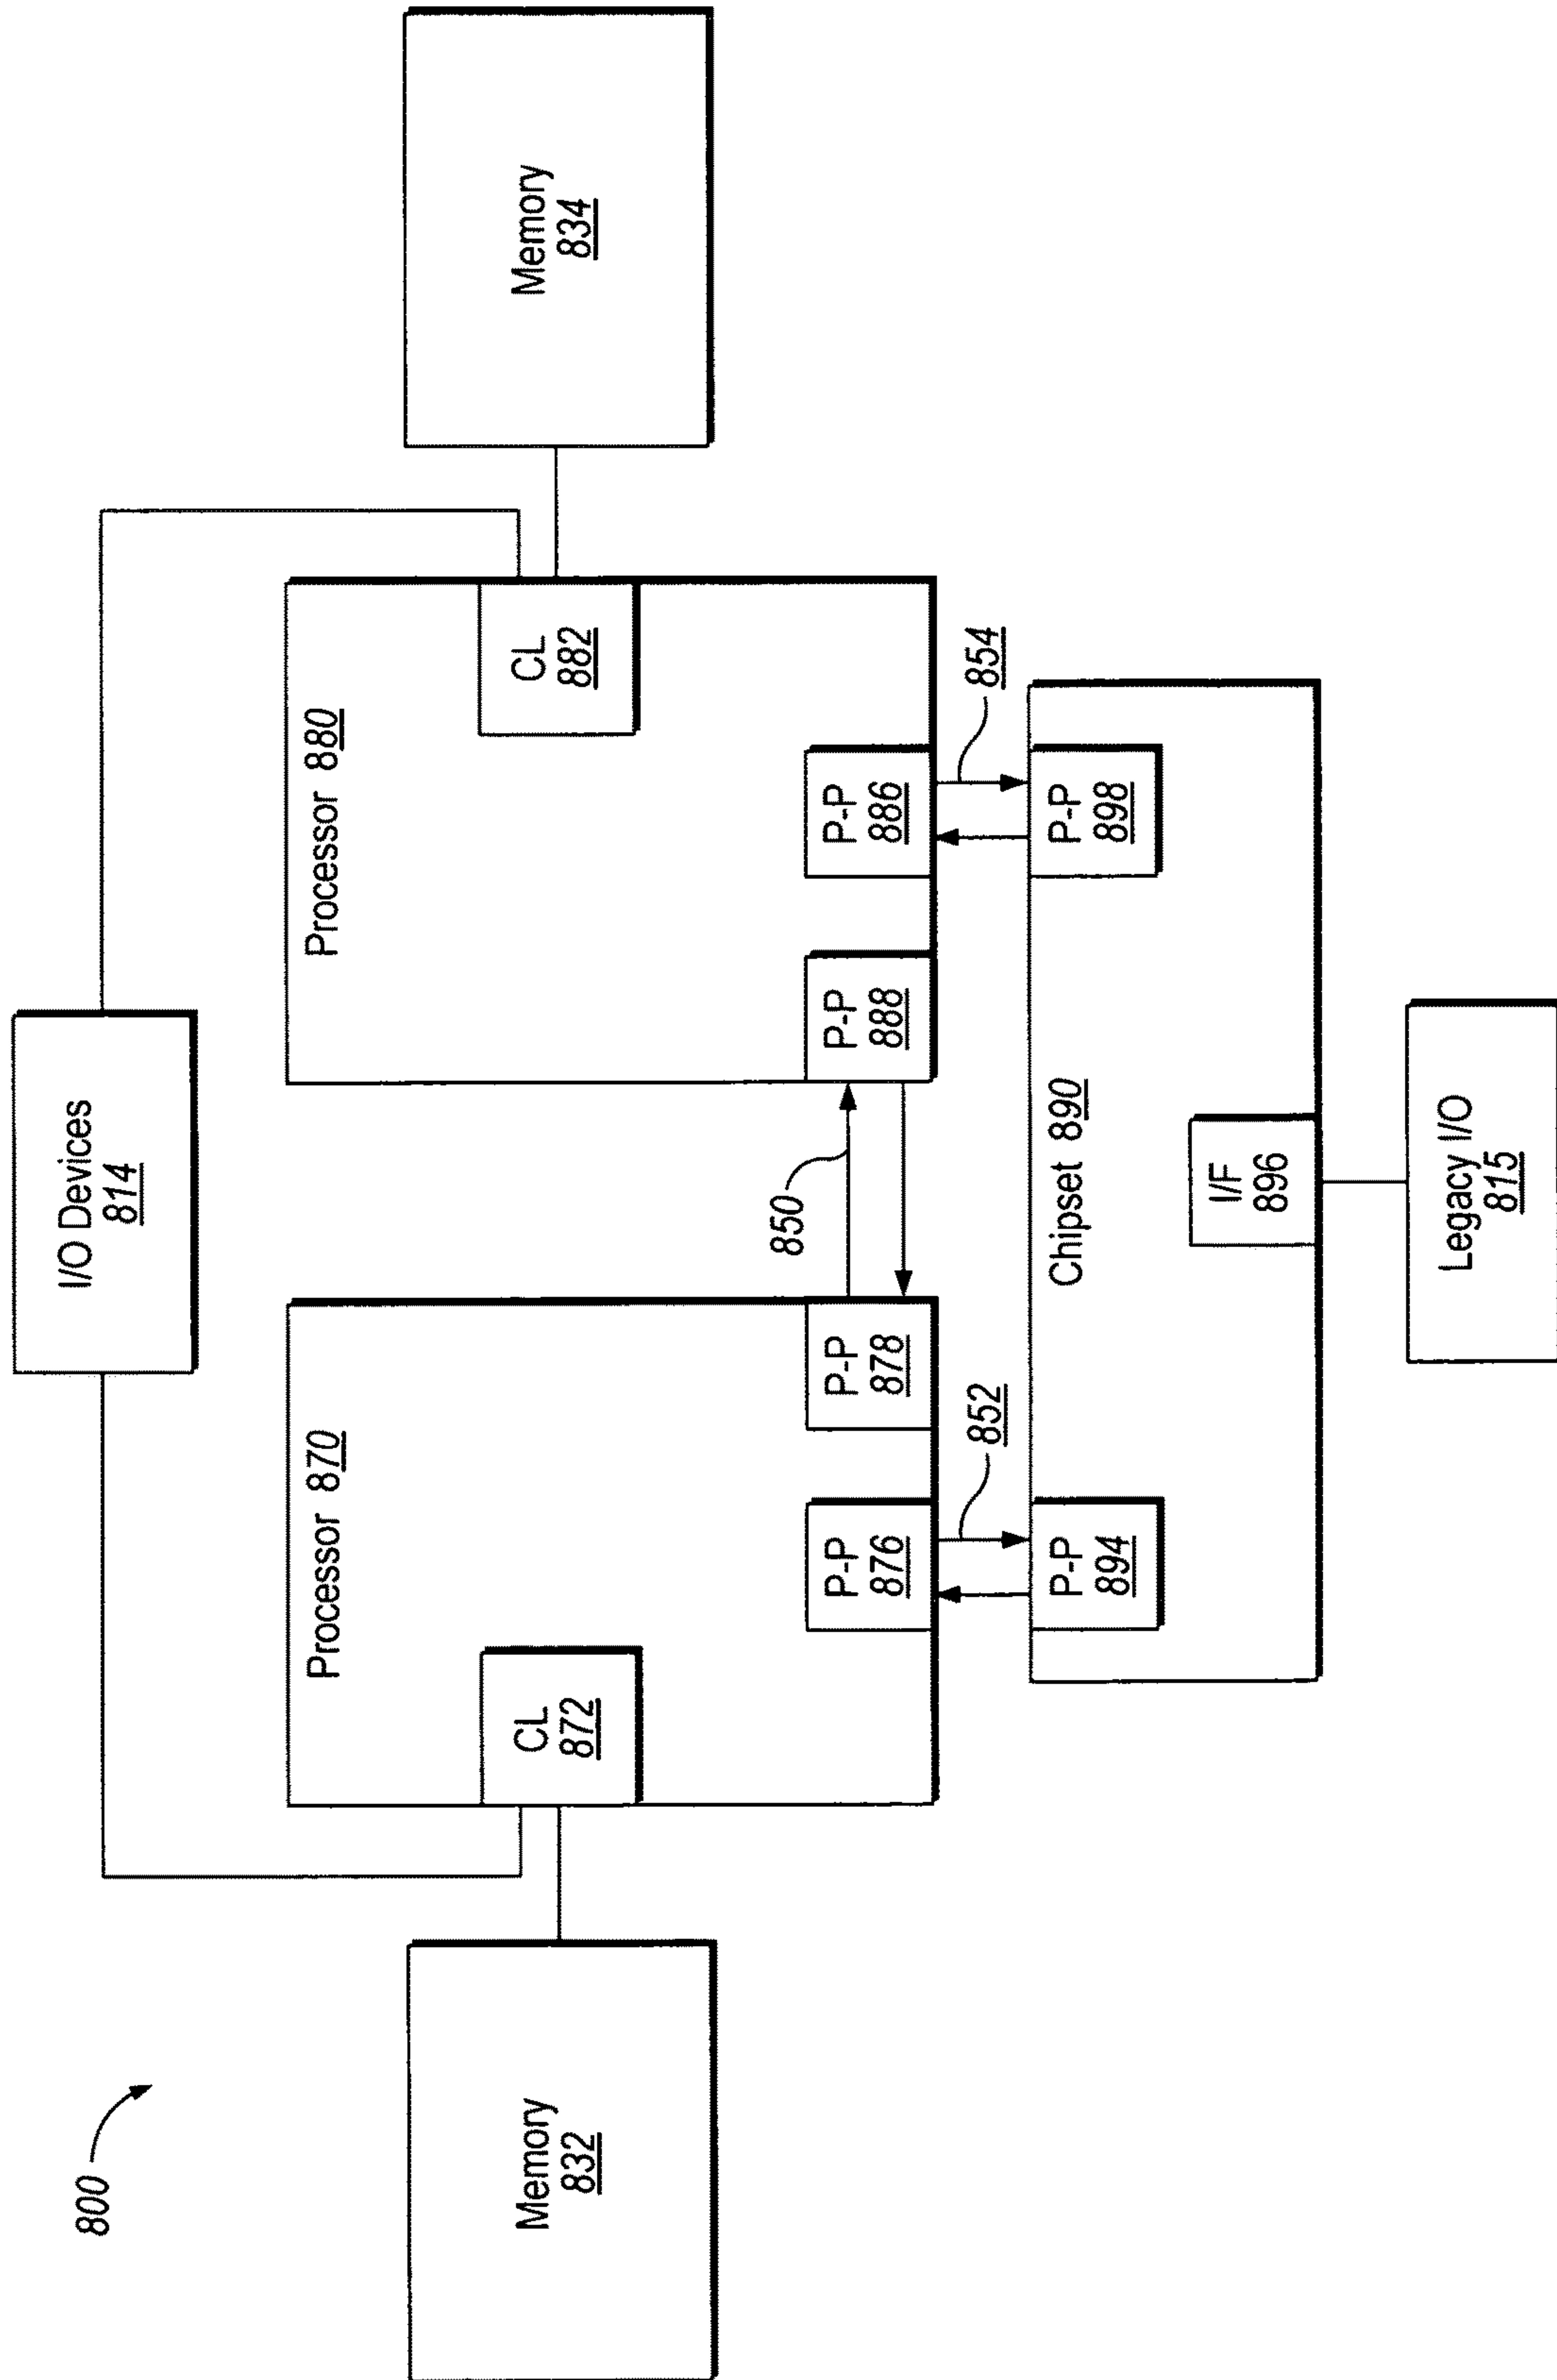 800
I/O Devices
814
Memory
832
Processor 870
CL
872
P-P
876
P-P
878
850
Processor 880
CL
882
P-P
888
P-P
886
Memory
834
852
854
Chipset 890
P-P
894
P-P
898
I/F
896
Legacy I/O
815